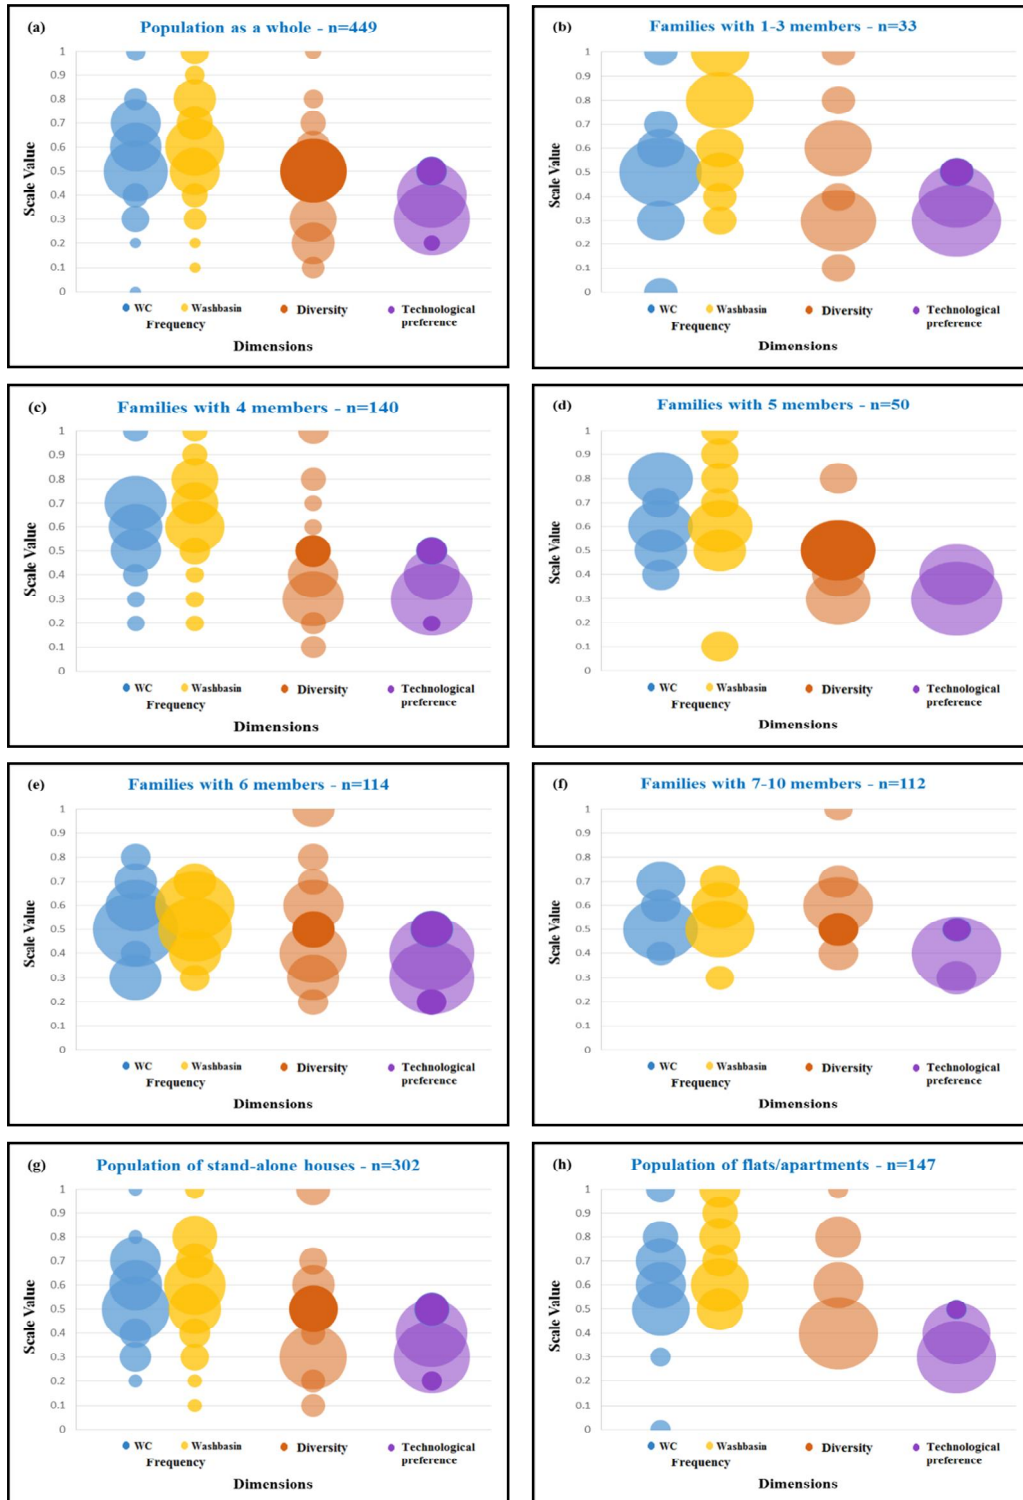 (a) Population as a whole - n=449
Scale Value
1
0.9
0.8
0.7
0.6
0.5
0.4
0.3
0.2
0.1
0
WC Washbasin Diversity Technological
Frequency preference
Dimensions
(b) Families with 1-3 members - n=33
Scale Value
1
0.9
0.8
0.7
0.6
0.5
0.4
0.3
0.2
0.1
0
WC Washbasin Diversity Technological
Frequency preference
Dimensions
(c) Families with 4 members - n=140
Scale Value
1
0.9
0.8
0.7
0.6
0.5
0.4
0.3
0.2
0.1
0
WC Washbasin Diversity Technological
Frequency preference
Dimensions
(d) Families with 5 members - n=50
Scale Value
1
0.9
0.8
0.7
0.6
0.5
0.4
0.3
0.2
0.1
0
WC Washbasin Diversity Technological
Frequency preference
Dimensions
(e) Families with 6 members - n=114
Scale Value
1
0.9
0.8
0.7
0.6
0.5
0.4
0.3
0.2
0.1
0
WC Washbasin Diversity Technological
Frequency preference
Dimensions
(f) Families with 7-10 members - n=112
Scale Value
1
0.9
0.8
0.7
0.6
0.5
0.4
0.3
0.2
0.1
0
WC Washbasin Diversity Technological
Frequency preference
Dimensions
(g) Population of stand-alone houses - n=302
Scale Value
1
0.9
0.8
0.7
0.6
0.5
0.4
0.3
0.2
0.1
0
WC Washbasin Diversity Technological
Frequency preference
Dimensions
(h) Population of flats/apartments - n=147
Scale Value
1
0.9
0.8
0.7
0.6
0.5
0.4
0.3
0.2
0.1
0
WC Washbasin Diversity Technological
Frequency preference
Dimensions